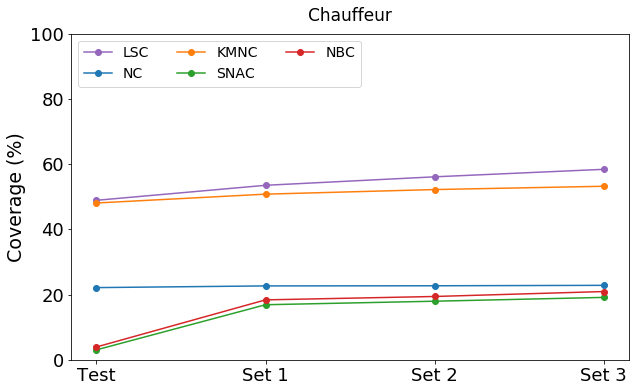 Chauffeur
100
80
60
40
20
0
Coverage (%)
LSC KMNC NBC
NC SNAC
Test Set 1 Set 2 Set 3